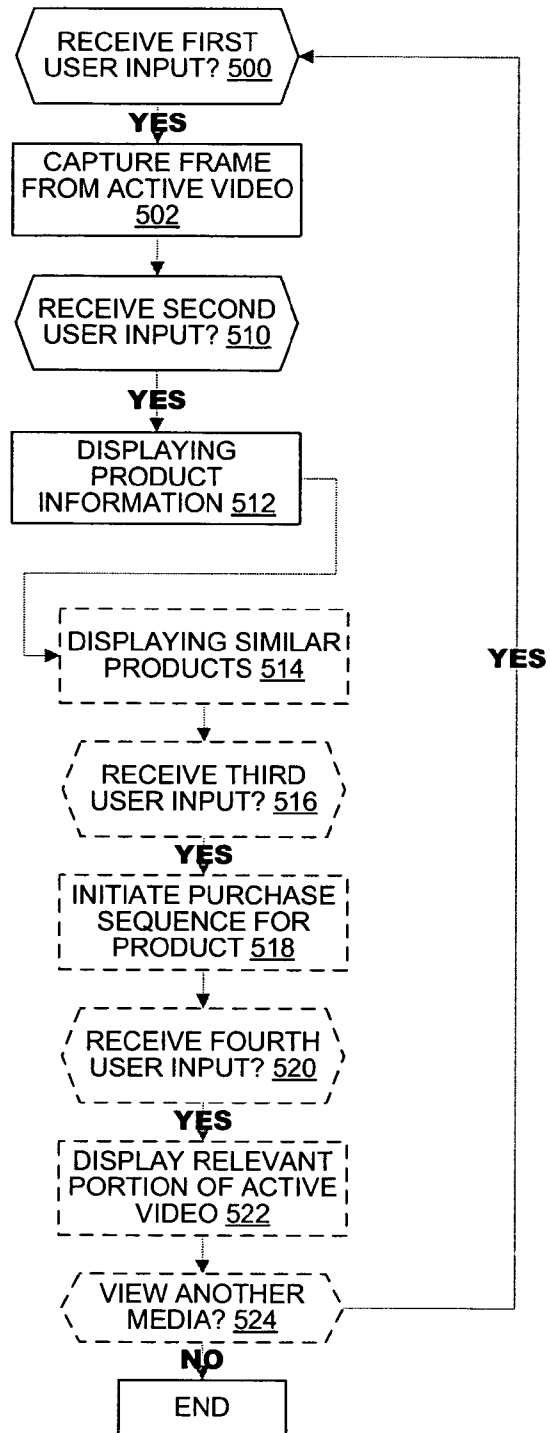 RECEIVE FIRST
USER INPUT? 500
YES
CAPTURE FRAME
FROM ACTIVE VIDEO
502
RECEIVE SECOND
USER INPUT? 510
YES
DISPLAYING
PRODUCT
INFORMATION 512
DISPLAYING SIMILAR
PRODUCTS 514
YES
RECEIVE THIRD
USER INPUT? 516
YES
INITIATE PURCHASE
SEQUENCE FOR
PRODUCT 518
RECEIVE FOURTH
USER INPUT? 520
YES
DISPLAY RELEVANT
PORTION OF ACTIVE
VIDEO 522
VIEW ANOTHER
MEDIA? 524
NO
END